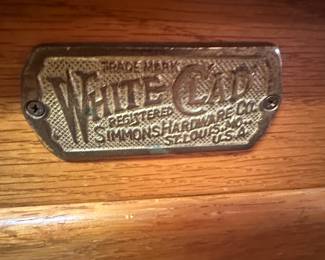 TRADE MARK
WHITE CLAD
REGISTERED
SIMMONS HARDWARE CO.
ST. LOUIS, MO.
U.S.A.